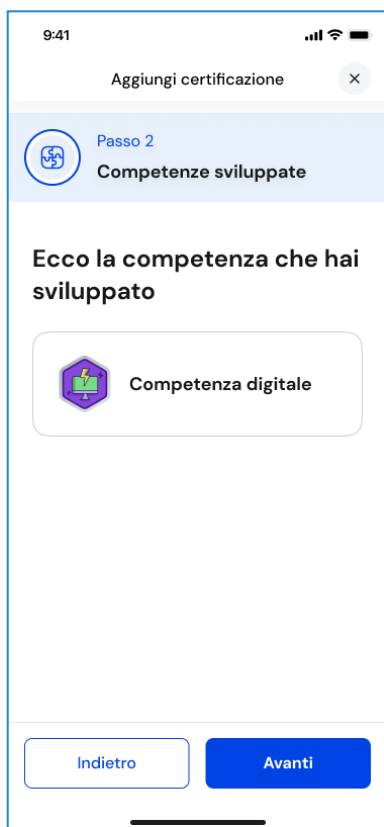 9:41
Aggiungi certificazione
Passo 2
Competenze sviluppate
Ecco la competenza che hai
sviluppato
Competenza digitale
Indietro
Avanti